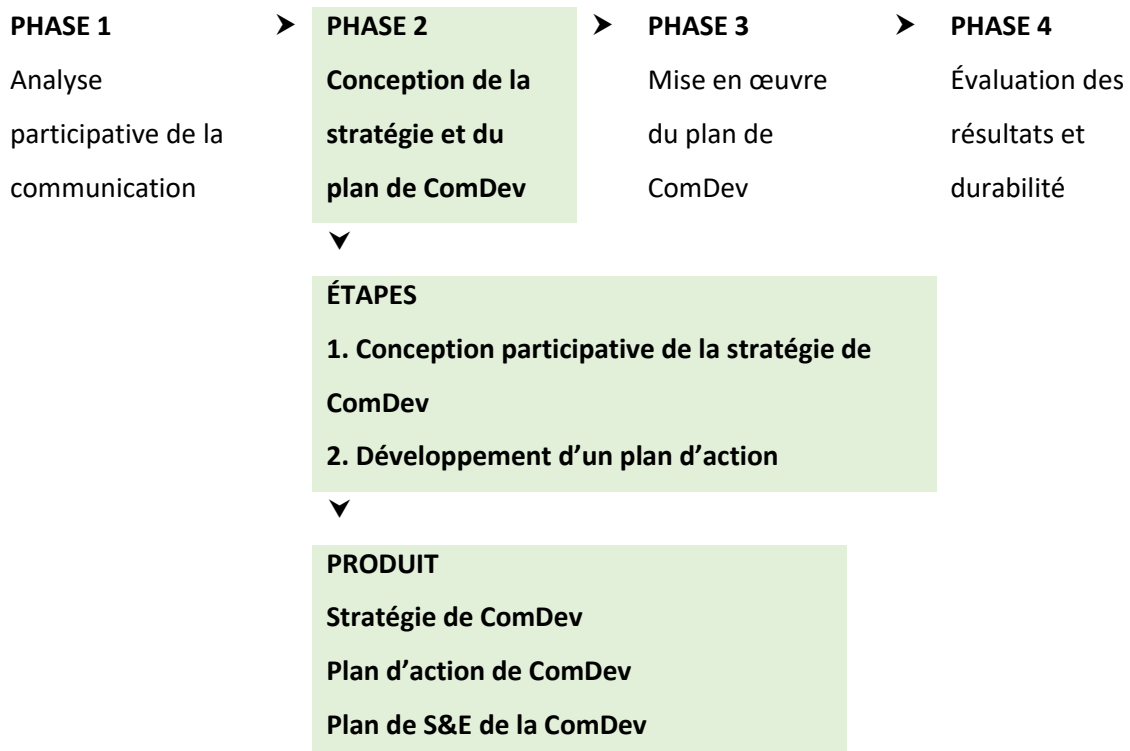 PHASE 1
Analyse
participative de la
communication
➤
PHASE 2
Conception de la
stratégie et du
plan de ComDev
➤
PHASE 3
Mise en œuvre
du plan de
ComDev
➤
PHASE 4
Évaluation des
résultats et
durabilité
ÉTAPES
1. Conception participative de la stratégie de
ComDev
2. Développement d’un plan d’action
PRODUIT
Stratégie de ComDev
Plan d’action de ComDev
Plan de S&E de la ComDev